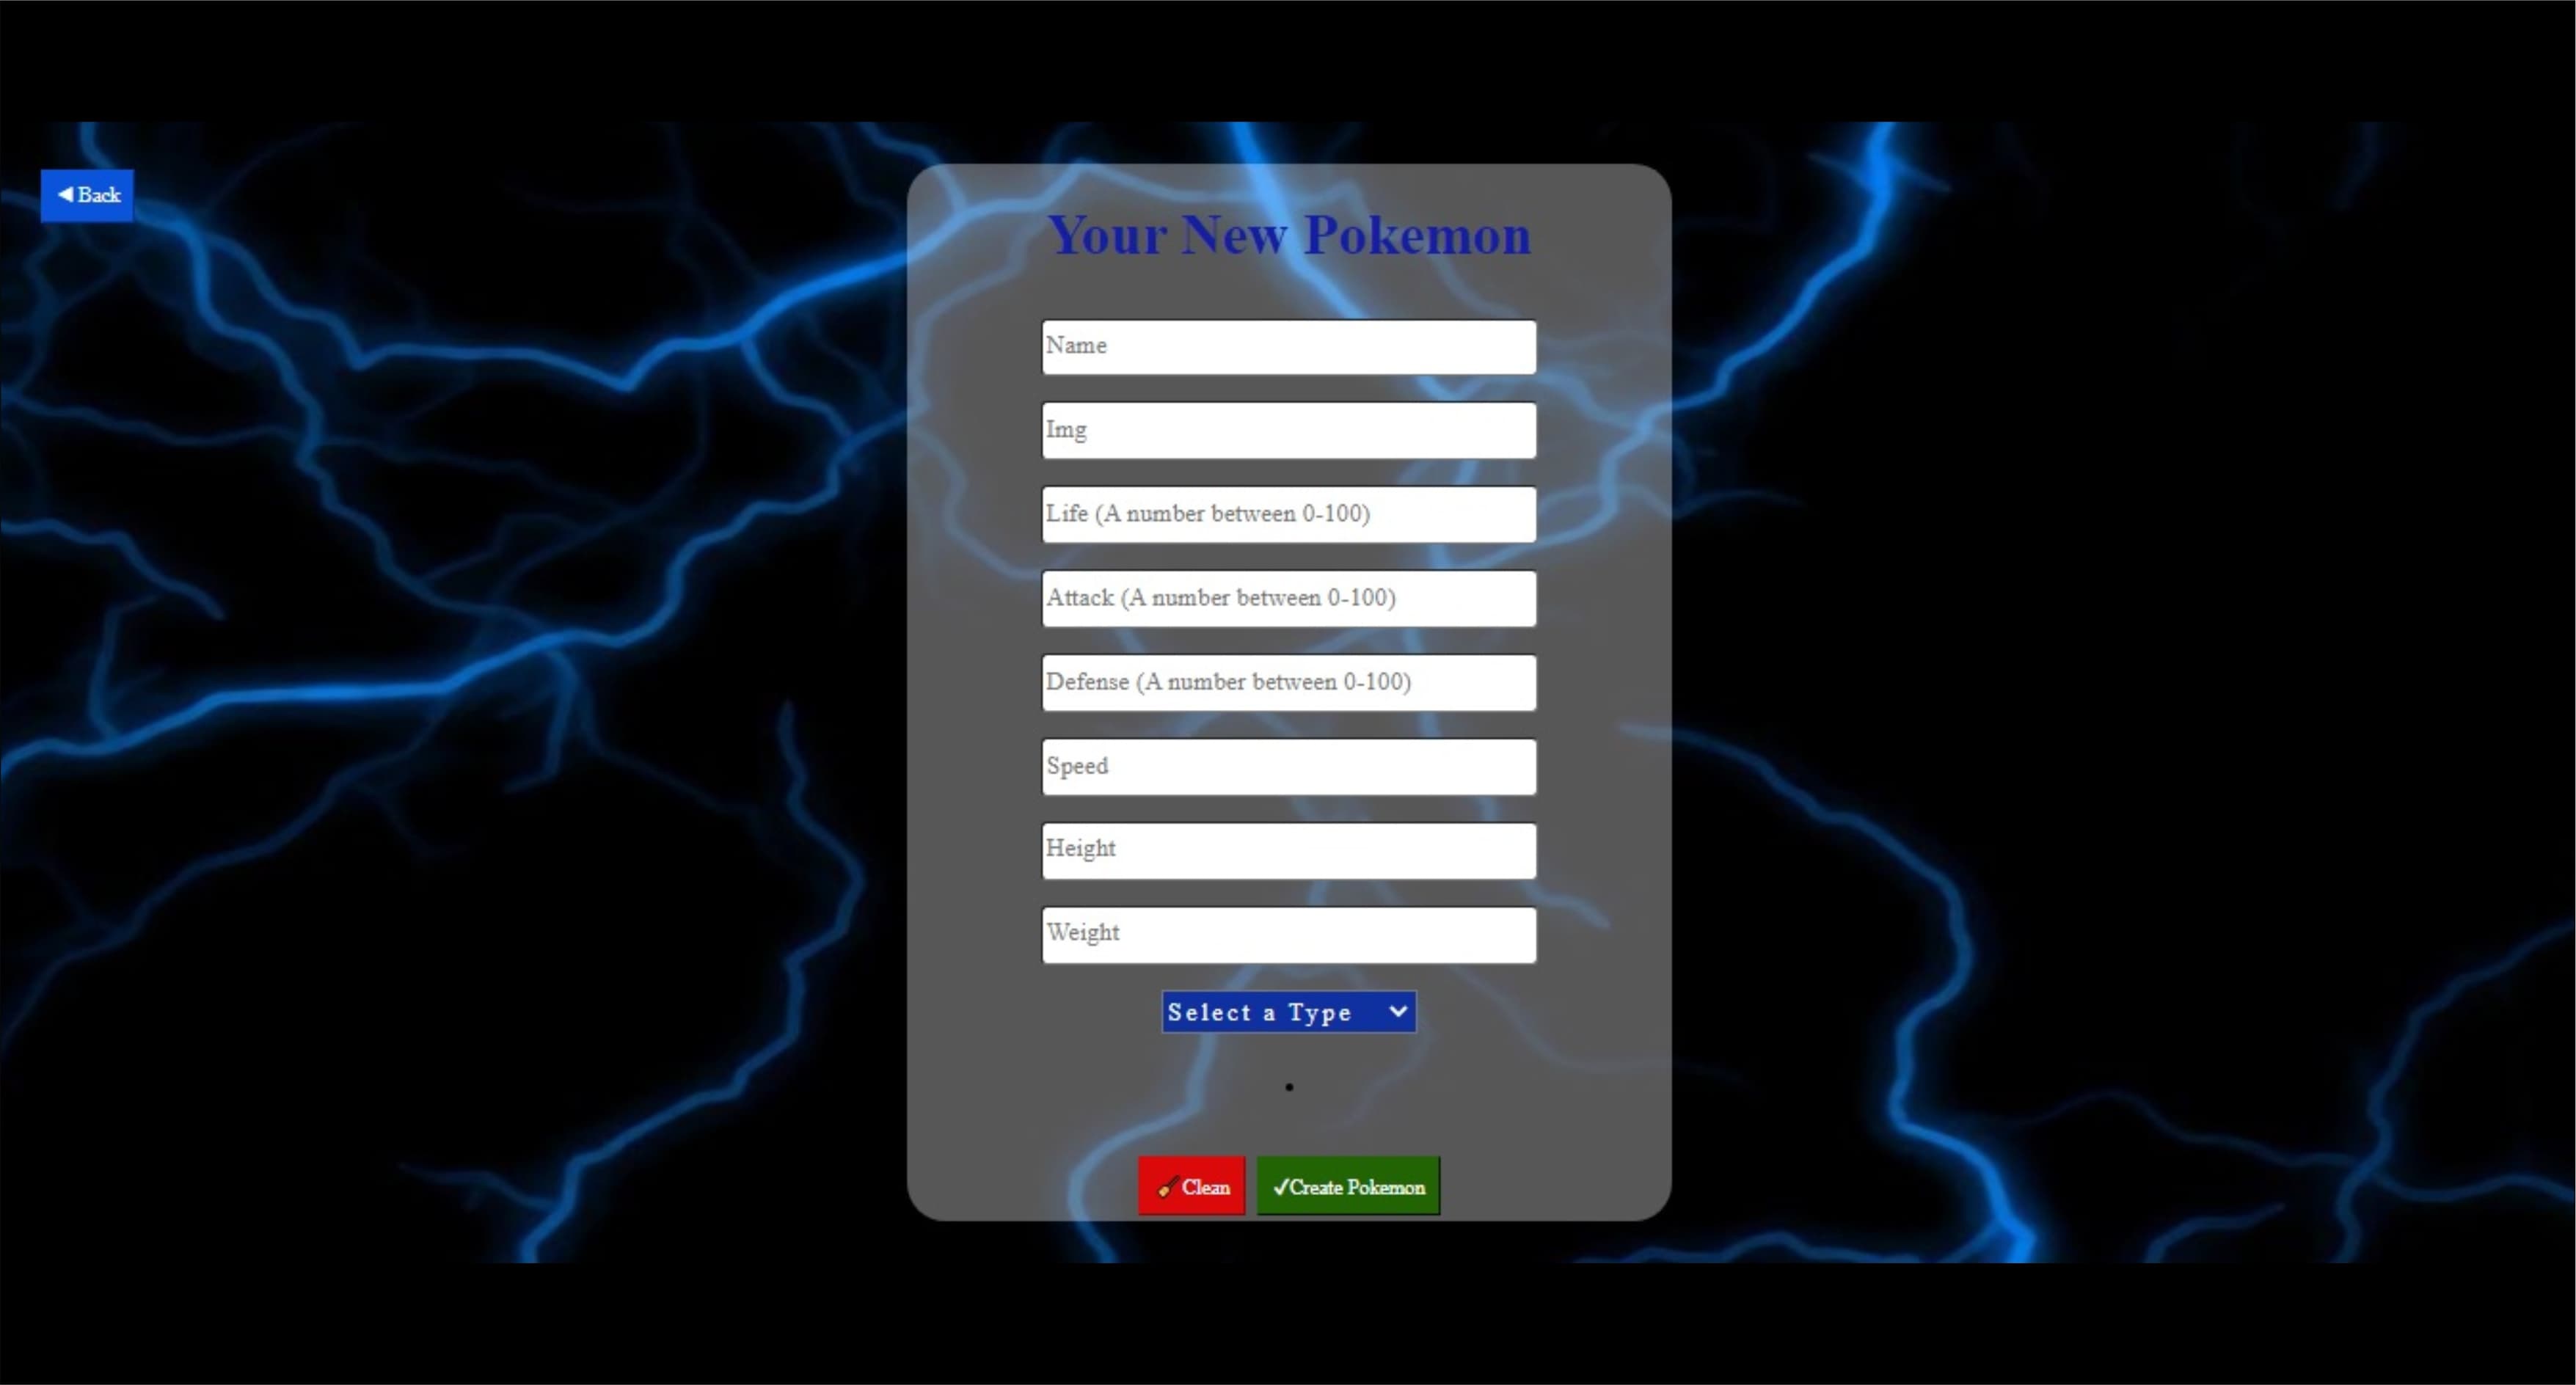 ◀ Back
Your New Pokemon
Name
Img
Life (A number between 0-100)
Attack (A number between 0-100)
Defense (A number between 0-100)
Speed
Height
Weight
Select a Type
🧹Clean ✓Create Pokemon